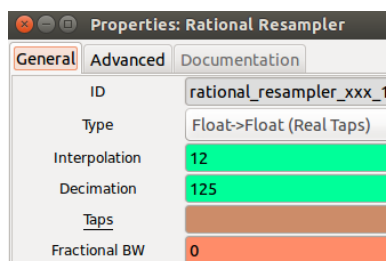 Properties: Rational Resampler
General Advanced Documentation
ID rational_resampler_xxx_1
Type Float->Float (Real Taps)
Interpolation 12
Decimation 125
Taps
Fractional BW 0